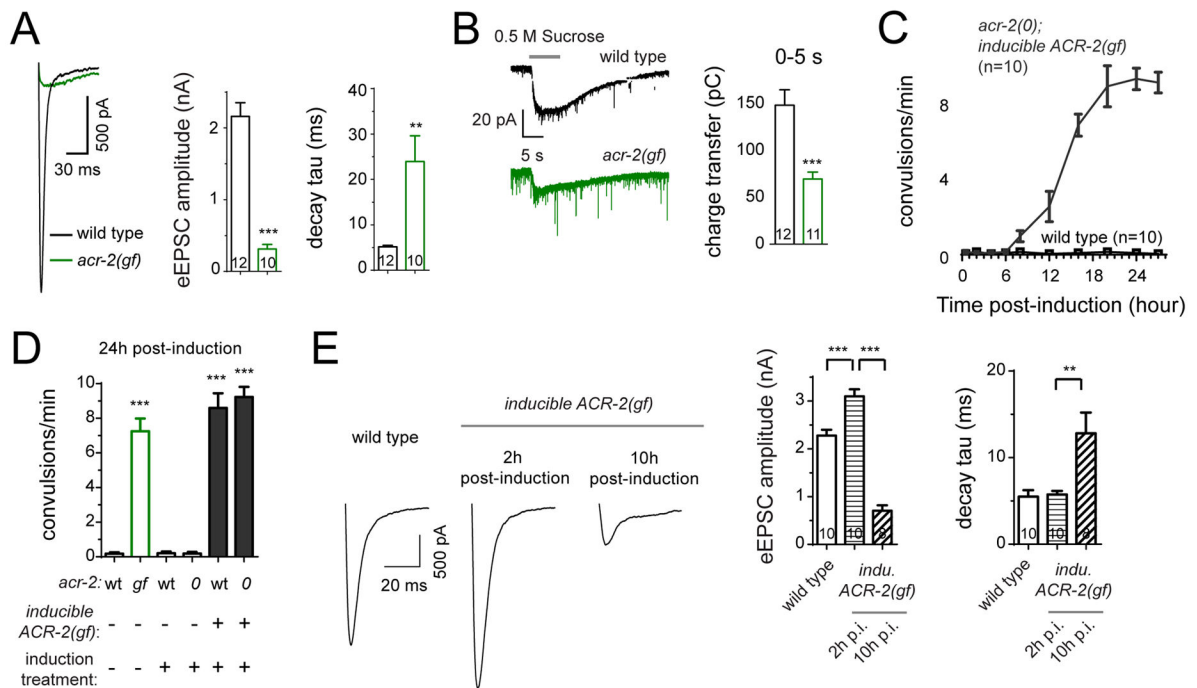 A
500 pA
30 ms
wild type
acr-2(gf)
eEPSC amplitude (nA)
2
1
0
***
12
10
decay tau (ms)
40
30
20
10
0
**
12
10
B
0.5 M Sucrose
wild type
20 pA
5 s
acr-2(gf)
0-5 s
charge transfer (pC)
150
100
50
0
***
12
11
C
acr-2(0);
inducible ACR-2(gf)
(n=10)
convulsions/min
8
4
0
wild type (n=10)
0
6
12
18
24
Time post-induction (hour)
D
24h post-induction
convulsions/min
10
8
6
4
2
0
***
***
***
acr-2: wt gf wt 0 wt 0
inducible
ACR-2(gf): - - - - + +
induction
treatment: - - + + + +
E
inducible ACR-2(gf)
wild type
2h
post-induction
10h
post-induction
500 pA
20 ms
eEPSC amplitude (nA)
4
3
2
1
0
*** ***
10
10
8
wild type
indu.
ACR-2(gf)
2h p.i.
10h p.i.
decay tau (ms)
20
15
10
5
0
**
10
10
8
wild type
indu.
ACR-2(gf)
2h p.i.
10h p.i.